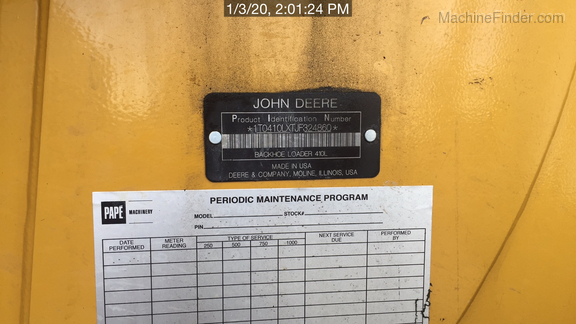 1/3/20, 2:01:24 PM
MachineFinder.com
JOHN DEERE
Product Identification Number
*1T0410LXTJF324860*
BACKHOE LOADER 410L
MADE IN USA
DEERE & COMPANY, MOLINE, ILLINOIS, USA
PERIODIC MAINTENANCE PROGRAM
PAPE MACHINERY
MODEL STOCK#
PIN
DATE PERFORMED METER READING TYPE OF SERVICE NEXT SERVICE DUE PERFORMED BY
250 500 750 1000